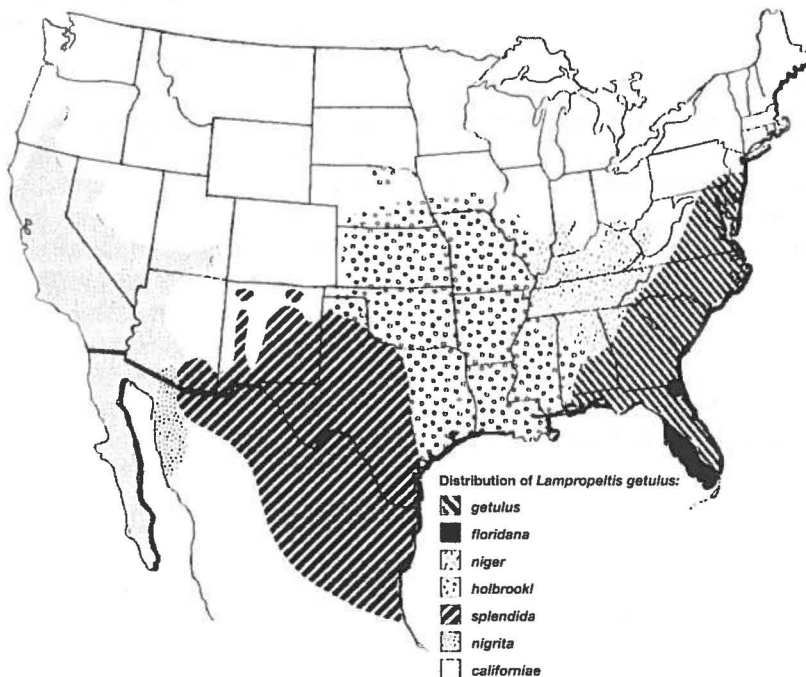 Distribution of Lampropeltis getulus:
getulus
floridana
niger
holbrooki
splendida
nigrita
californiae